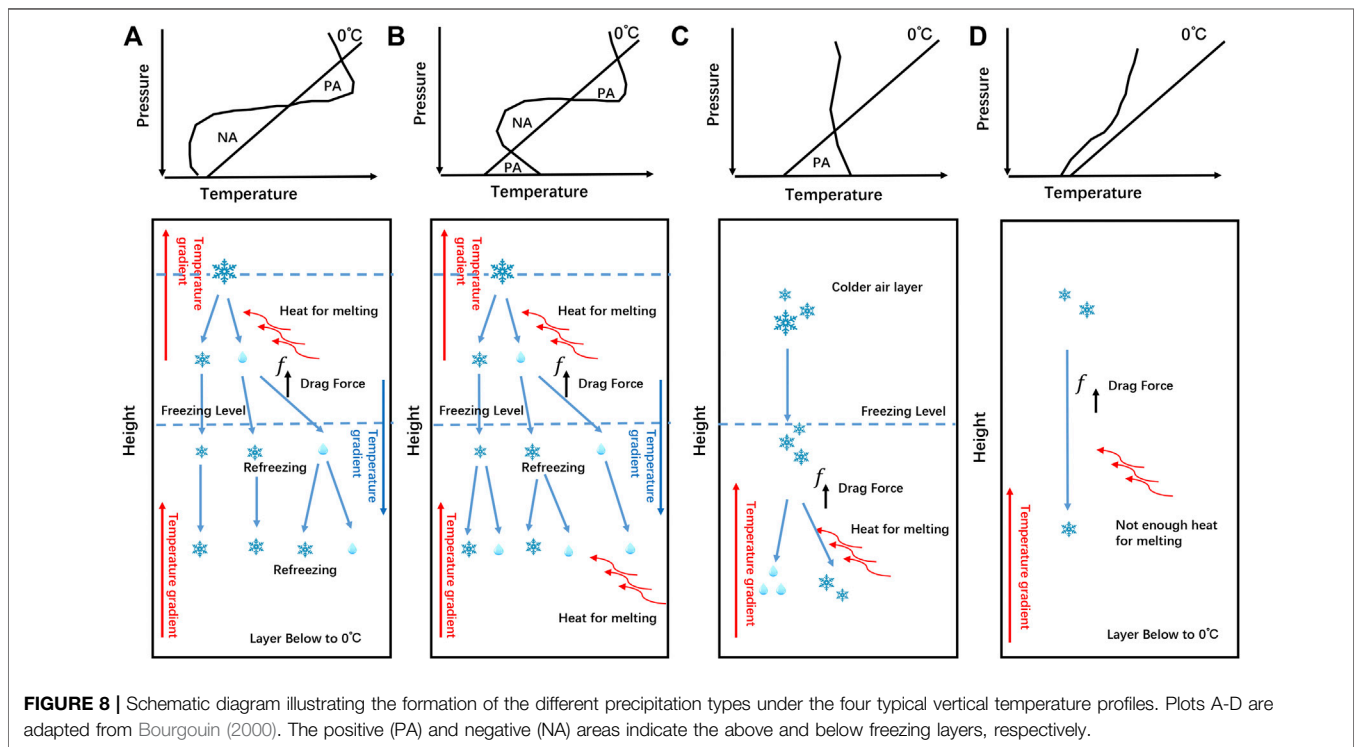 A
0°C
PA
NA
Pressure
Temperature
B
0°C
PA
NA
PA
Pressure
Temperature
C
0°C
PA
Pressure
Temperature
D
0°C
Pressure
Temperature
Height
Temperature
gradient
Heat for melting
f
Drag Force
Freezing Level
Temperature
gradient
Refreezing
Temperature gradient
Refreezing
Layer Below to 0°C
Height
Temperature
gradient
Heat for melting
f
Drag Force
Freezing Level
Temperature
gradient
Refreezing
Temperature gradient
Heat for melting
Height
Colder air layer
Freezing Level
f
Drag Force
Heat for melting
Temperature gradient
Height
f
Drag Force
Not enough heat
for melting
Temperature gradient
Layer Below to 0°C
FIGURE 8 | Schematic diagram illustrating the formation of the different precipitation types under the four typical vertical temperature profiles. Plots A-D are
adapted from Bourgouin (2000). The positive (PA) and negative (NA) areas indicate the above and below freezing layers, respectively.